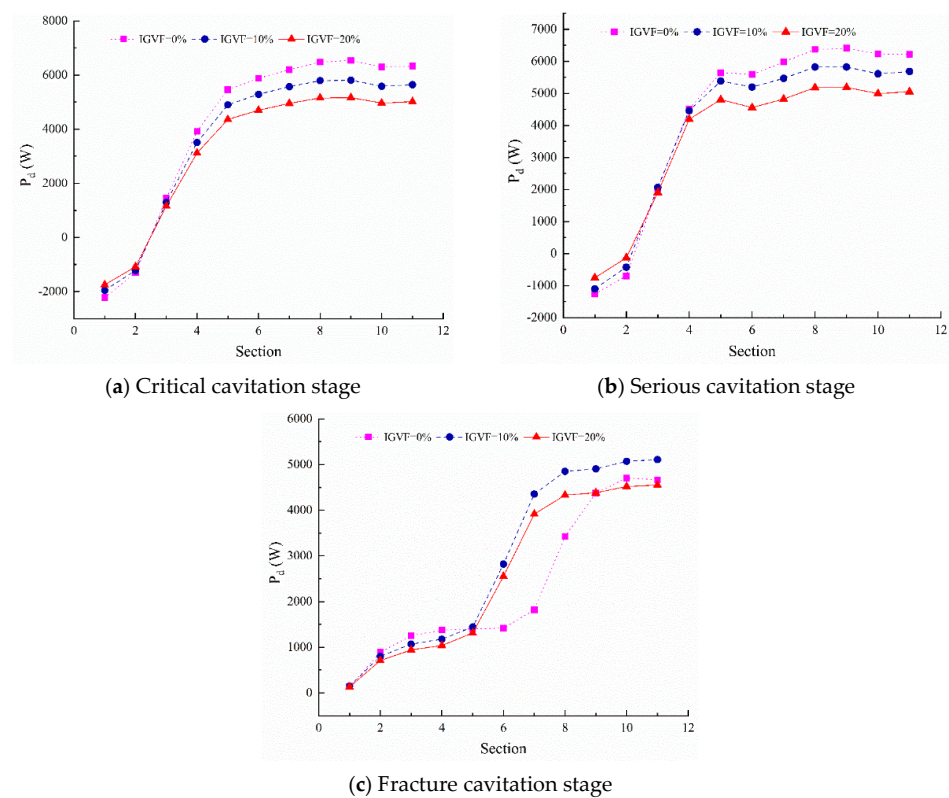 IGVF=0% IGVF=10% IGVF=20%
8000
6000
4000
2000
0
-2000
P_d (W)
0 2 4 6 8 10 12
Section
(a) Critical cavitation stage
IGVF=0% IGVF=10% IGVF=20%
7000
6000
5000
4000
3000
2000
1000
0
-1000
-2000
P_d (W)
0 2 4 6 8 10 12
Section
(b) Serious cavitation stage
IGVF=0% IGVF=10% IGVF=20%
6000
5000
4000
3000
2000
1000
0
P_d (W)
0 2 4 6 8 10 12
Section
(c) Fracture cavitation stage